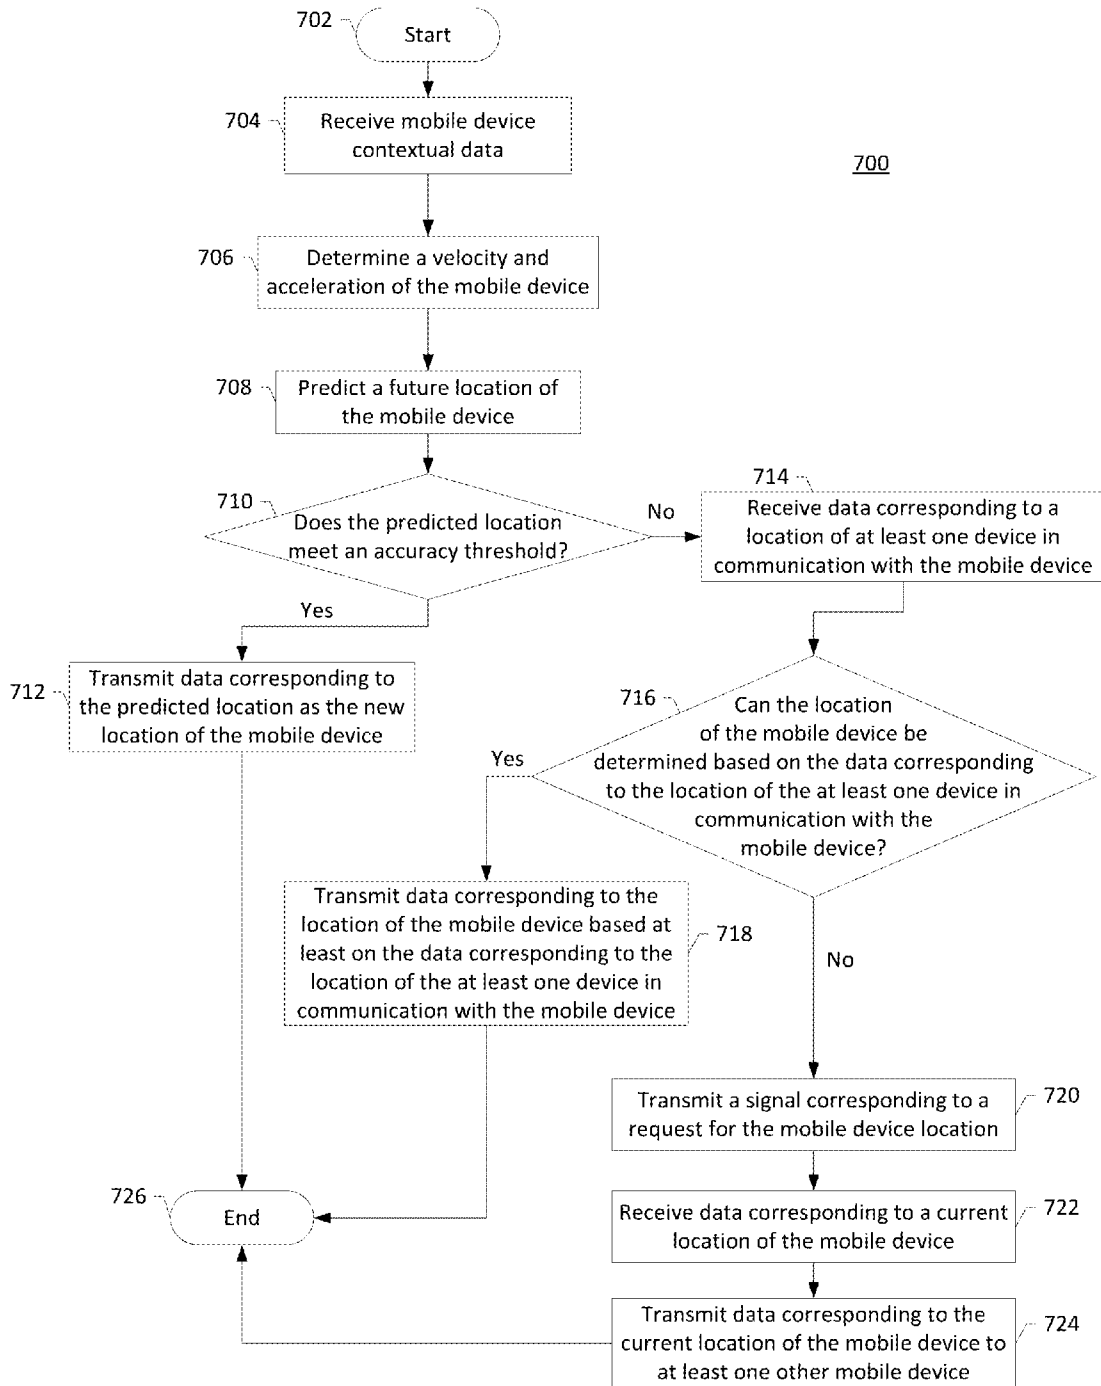 702
Start
704
Receive mobile device
contextual data
700
706
Determine a velocity and
acceleration of the mobile device
708
Predict a future location of
the mobile device
710
Does the predicted location
meet an accuracy threshold?
No
714
Receive data corresponding to a
location of at least one device in
communication with the mobile device
Yes
712
Transmit data corresponding to
the predicted location as the new
location of the mobile device
716
Can the location
of the mobile device be
determined based on the data corresponding
to the location of the at least one device in
communication with the
mobile device?
Yes
Transmit data corresponding to the
location of the mobile device based at
least on the data corresponding to the
location of the at least one device in
communication with the mobile device
718
No
Transmit a signal corresponding to a
request for the mobile device location
720
Receive data corresponding to a current
location of the mobile device
722
Transmit data corresponding to the
current location of the mobile device to
at least one other mobile device
724
726
End